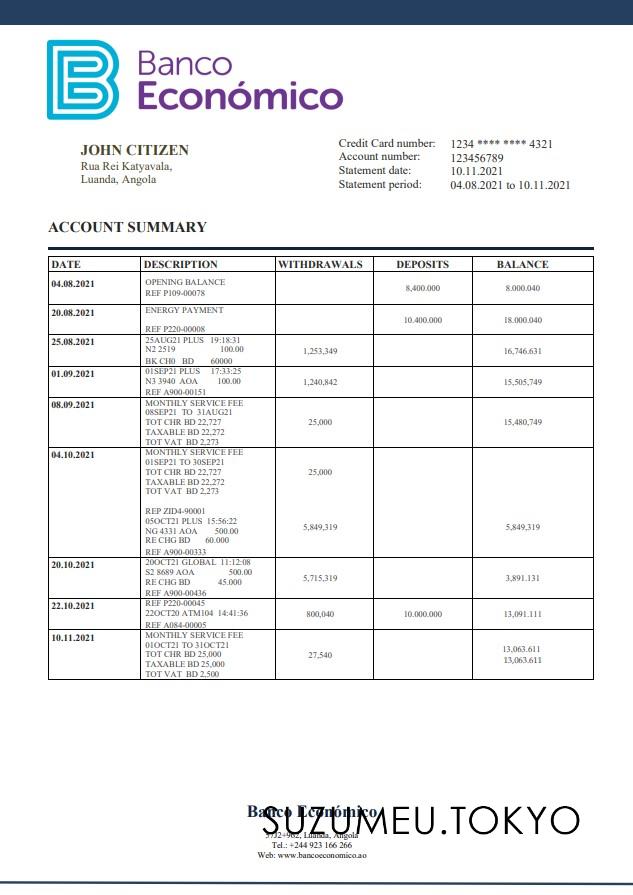 Banco
Económico
JOHN CITIZEN
Rua Rei Katyavala,
Luanda, Angola
Credit Card number: 1234 **** **** 4321
Account number: 123456789
Statement date: 10.11.2021
Statement period: 04.08.2021 to 10.11.2021
ACCOUNT SUMMARY
DATE DESCRIPTION WITHDRAWALS DEPOSITS BALANCE
04.08.2021 OPENING BALANCE
REF P109-00078 8,400.000 8.000.040
20.08.2021 ENERGY PAYMENT
10.400.000 18.000.040
REF P220-00008
25.08.2021 25AUG21 PLUS 19:18:31
N2 2519 100.00 1,253,349 16,746.631
BK CH0 BD 60000
01.09.2021 01SEP21 PLUS 17:33:25
N3 3940 AOA 100.00 1,240,842 15,505,749
REF A900-00151
08.09.2021 MONTHLY SERVICE FEE
08SEP21 TO 31AUG21
TOT CHR BD 22,727 25,000 15,480,749
TAXABLE BD 22,272
TOT VAT BD 2,273
04.10.2021 MONTHLY SERVICE FEE
01SEP21 TO 30SEP21
TOT CHR BD 22,727 25,000
TAXABLE BD 22,272
TOT VAT BD 2,273
REP ZID4-90001
05OCT21 PLUS 15:56:22
NG 4331 AOA 500.00 5,849,319 5,849,319
RE CHG BD 60.000
REF A900-00333
20.10.2021 20OCT21 GLOBAL 11:12:08
S2 8689 AOA 500.00
RE CHG BD 45.000 5,715,319 3,891.131
REF A900-00436
22.10.2021 REF P220-00045
22OCT20 ATM104 14:41:36 800,040 10.000.000 13,091.111
REF A084-00005
10.11.2021 MONTHLY SERVICE FEE
01OCT21 TO 31OCT21 13,063.611
TOT CHR BD 25,000 27,540 13,063.611
TAXABLE BD 25,000
TOT VAT BD 2,500
Banco Económico
SUZUMEU.TOKYO
Luanda, Angola
Tel.: +244 923 166 266
Web: www.bancoeconomico.ao